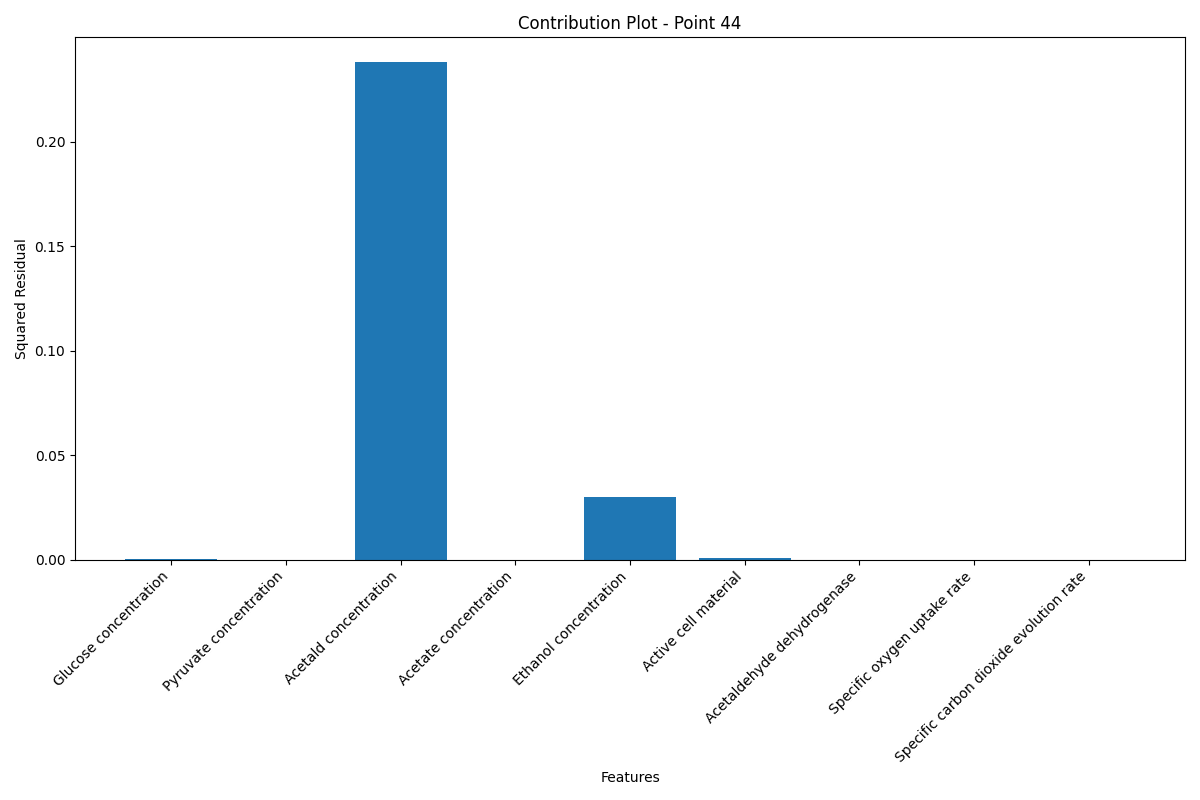 Contribution Plot - Point 44
Squared Residual
0.20
0.15
0.10
0.05
0.00
Glucose concentration
Pyruvate concentration
Acetald concentration
Acetate concentration
Ethanol concentration
Active cell material
Acetaldehyde dehydrogenase
Specific oxygen uptake rate
Specific carbon dioxide evolution rate
Features